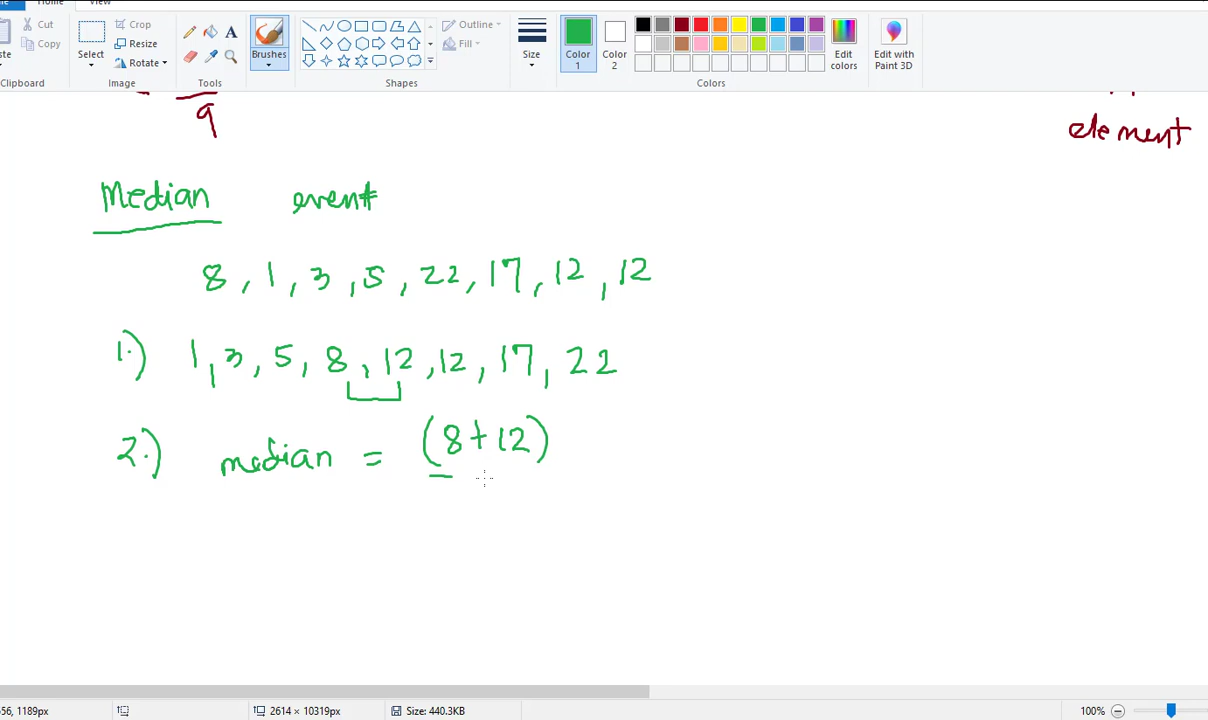 Home View
Cut
Copy
Clipboard
Select
Crop
Resize
Rotate
Image
Tools
Brushes
Shapes
Outline
Fill
Size
Color 1
Color 2
Colors
Edit colors
Edit with Paint 3D
9
element
Median event
8, 1, 3, 5, 22, 17, 12, 12
1.) 1, 3, 5, 8, 12, 12, 17, 22
2.) median = (8+12)
56, 1189px
2614 × 10319px
Size: 440.3KB
100%